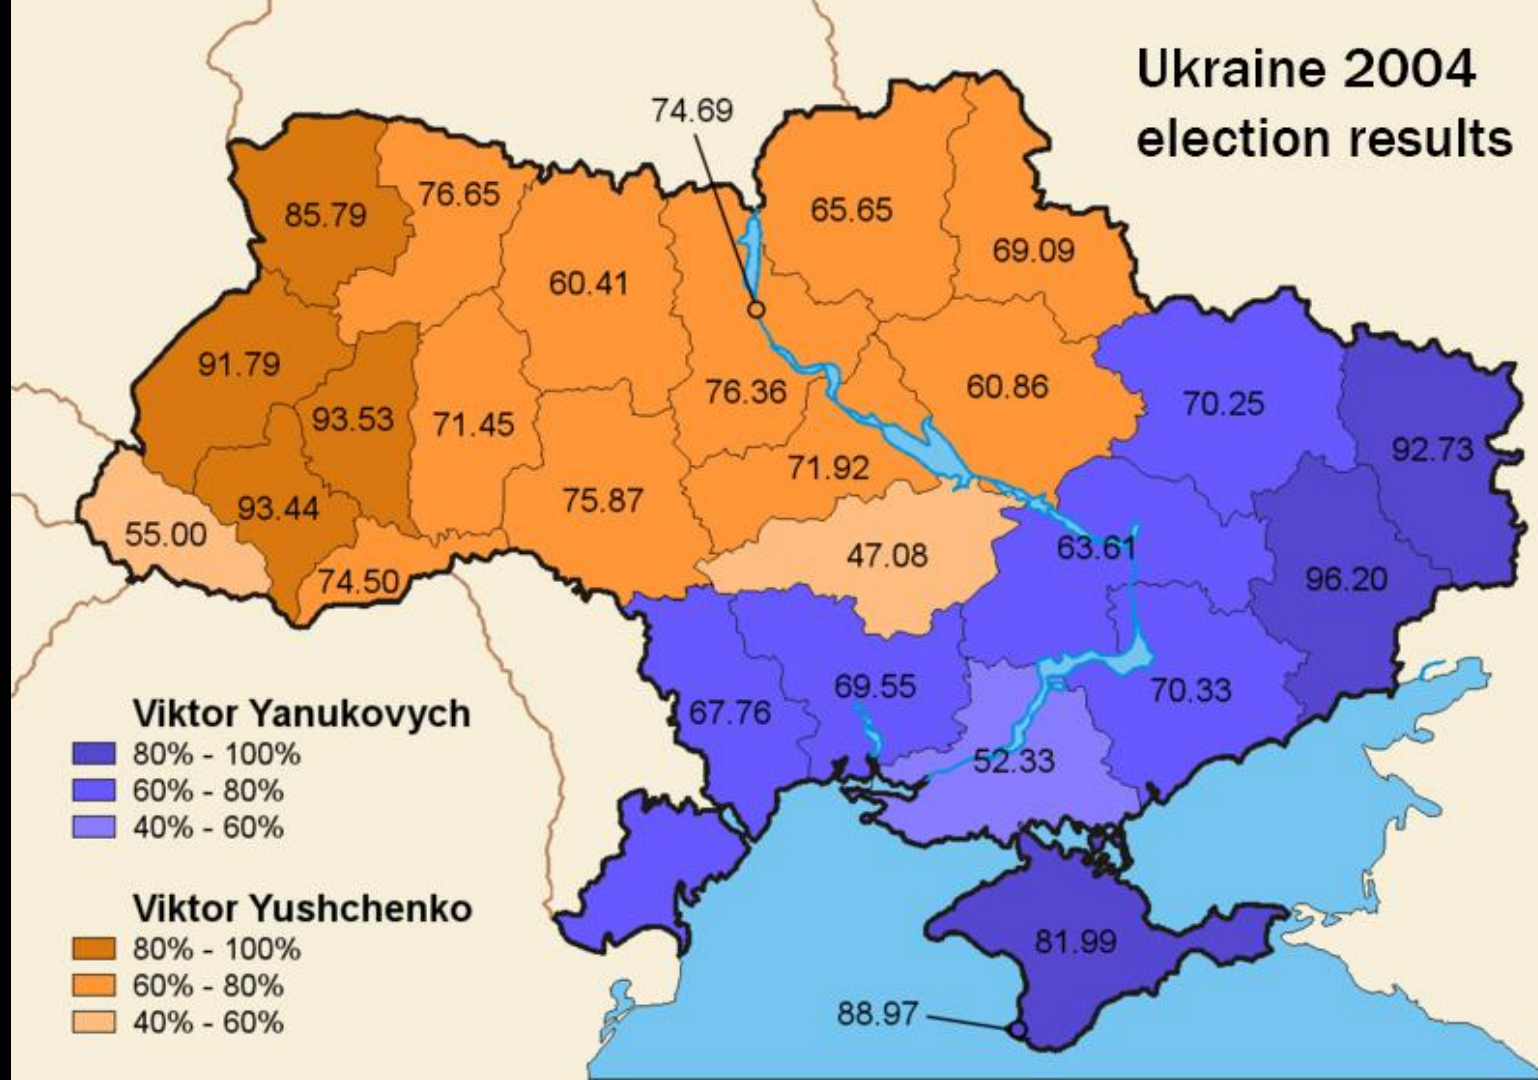 Ukraine 2004
election results
74.69
85.79
76.65
65.65
69.09
60.41
91.79
93.53
71.45
76.36
60.86
70.25
92.73
71.92
75.87
93.44
55.00
74.50
47.08
63.61
96.20
67.76
69.55
70.33
52.33
81.99
88.97
Viktor Yanukovych
80% - 100%
60% - 80%
40% - 60%
Viktor Yushchenko
80% - 100%
60% - 80%
40% - 60%